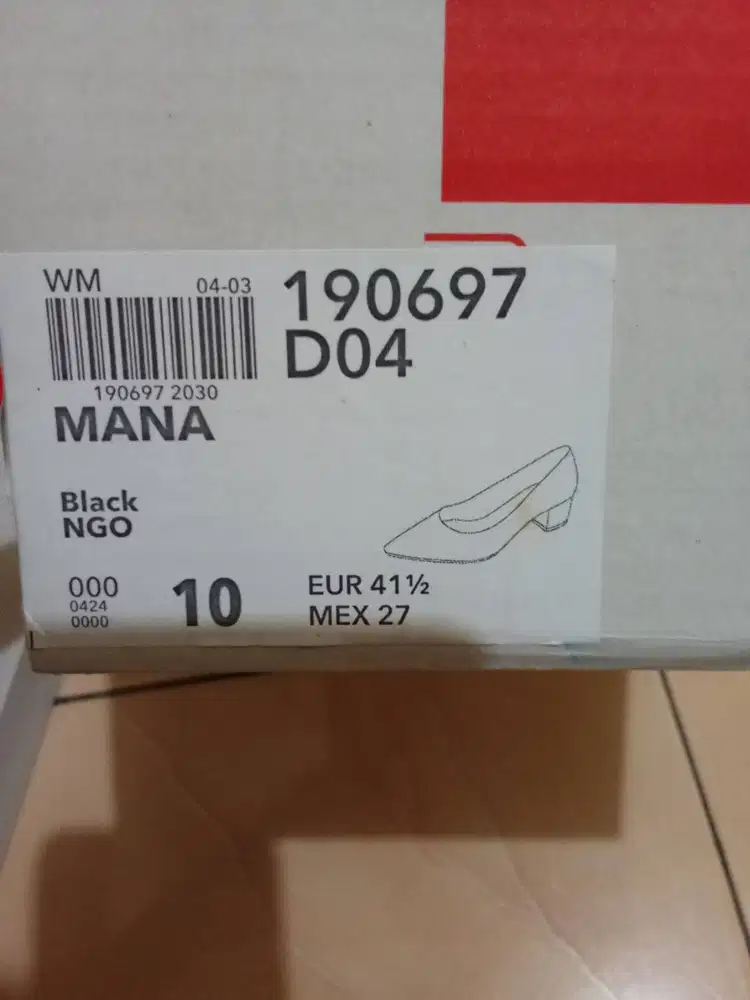 WM 04-03
190697
D04
190697 2030
MANA
Black
NGO
000
0424
0000
10
EUR 41½
MEX 27